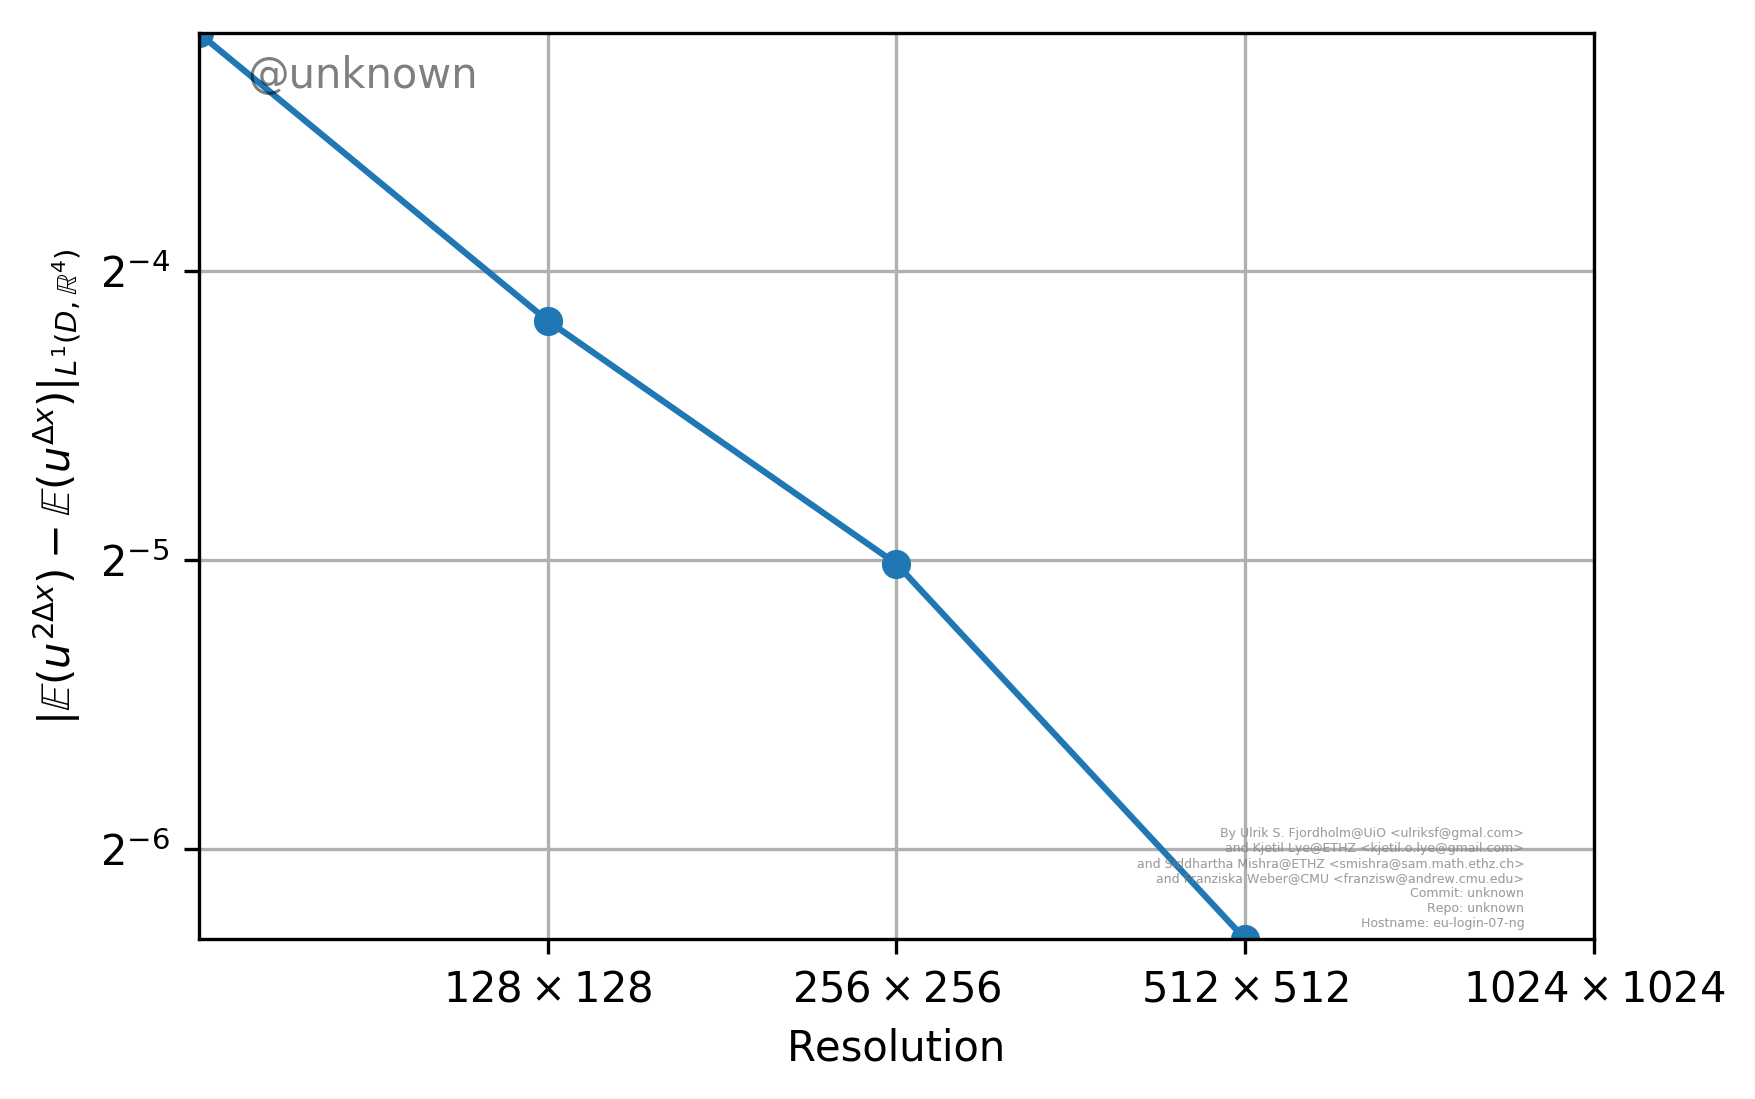 @unknown
2⁻⁴
2⁻⁵
2⁻⁶
|𝔼(u^{2Δx}) − 𝔼(u^{Δx})|_{L¹(D, ℝ⁴)}
By Ulrik S. Fjordholm@UiO <ulriksf@gmal.com>
and Kjetil Lye@ETHZ <kjetil.o.lye@gmail.com>
and Siddhartha Mishra@ETHZ <smishra@sam.math.ethz.ch>
and Franziska Weber@CMU <franzisw@andrew.cmu.edu>
Commit: unknown
Repo: unknown
Hostname: eu-login-07-ng
128 × 128 256 × 256 512 × 512 1024 × 1024
Resolution